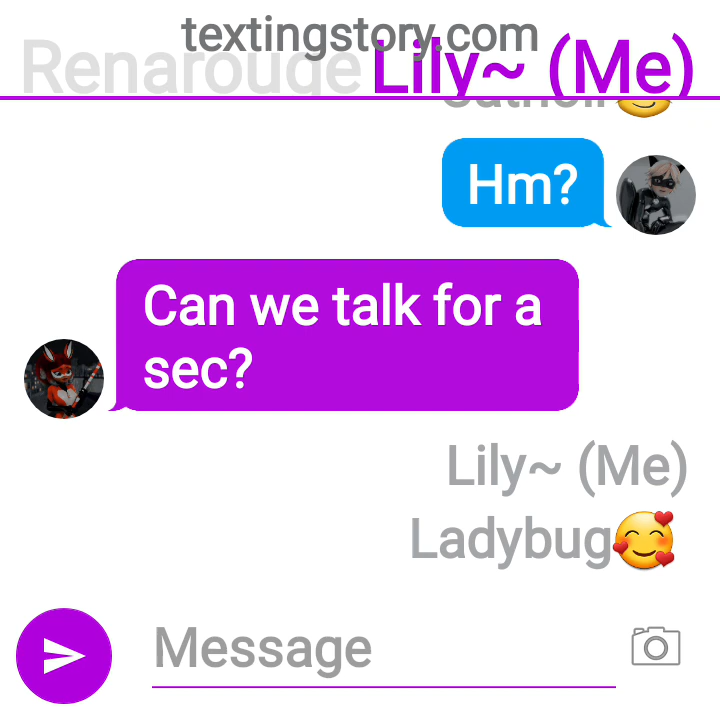 textingstory.com
Renarouge Lily~ (Me)
Hm?
Can we talk for a
sec?
Lily~ (Me)
Ladybug🥰
Message